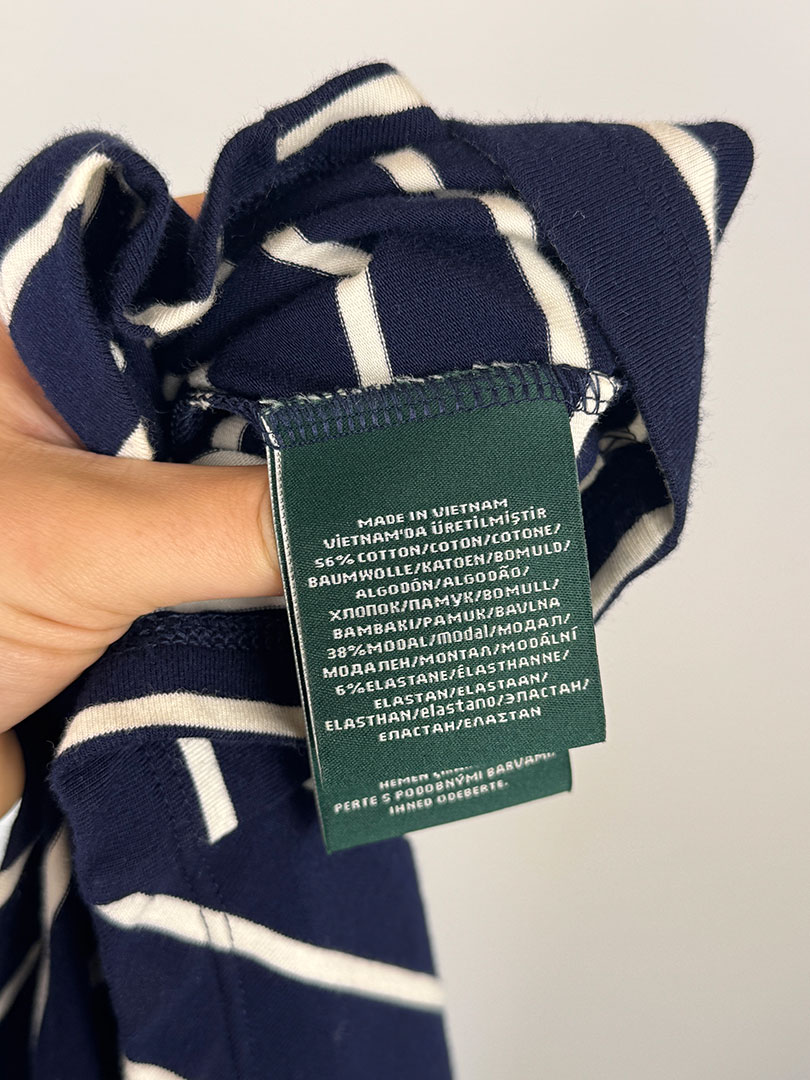 MADE IN VIETNAM
VİETNAM'DA ÜRETİLMİŞTİR
56% COTTON/COTON/COTONE/
BAUMWOLLE/KATOEN/BOMULD/
ALGODÓN/ALGODÃO/
ХЛОПОК/ПАМУК/BOMULL/
BAMBAKI/PAMUK/BAVLNA
38%MODAL/modal/МОДАЛ/
МОДАЛЕН/ΜΟΝΤΑΛ/MODÁLNÍ
6%ELASTANE/ÉLASTHANNE/
ELASTAN/ELASTAAN/
ELASTHAN/elastano/ЭЛАСТАН/
ЕЛАСТАН/ΕΛΑΣΤΑΝ
HEMEN
PERTE S PODOBNÝMI BARVAMI.
IHNED ODEBERTE.